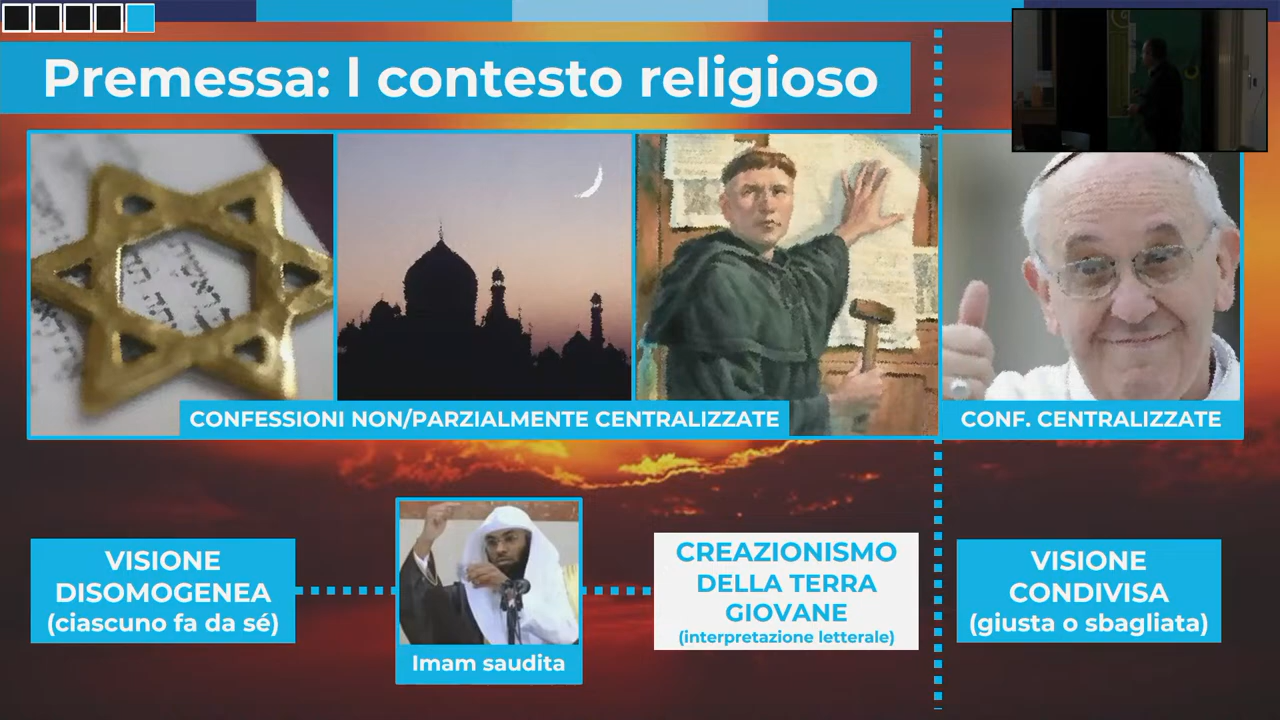 Premessa: l contesto religioso
CONFESSIONI NON/PARZIALMENTE CENTRALIZZATE
CONF. CENTRALIZZATE
VISIONE
DISOMOGENEA
(ciascuno fa da sé)
Imam saudita
CREAZIONISMO
DELLA TERRA
GIOVANE
(interpretazione letterale)
VISIONE
CONDIVISA
(giusta o sbagliata)